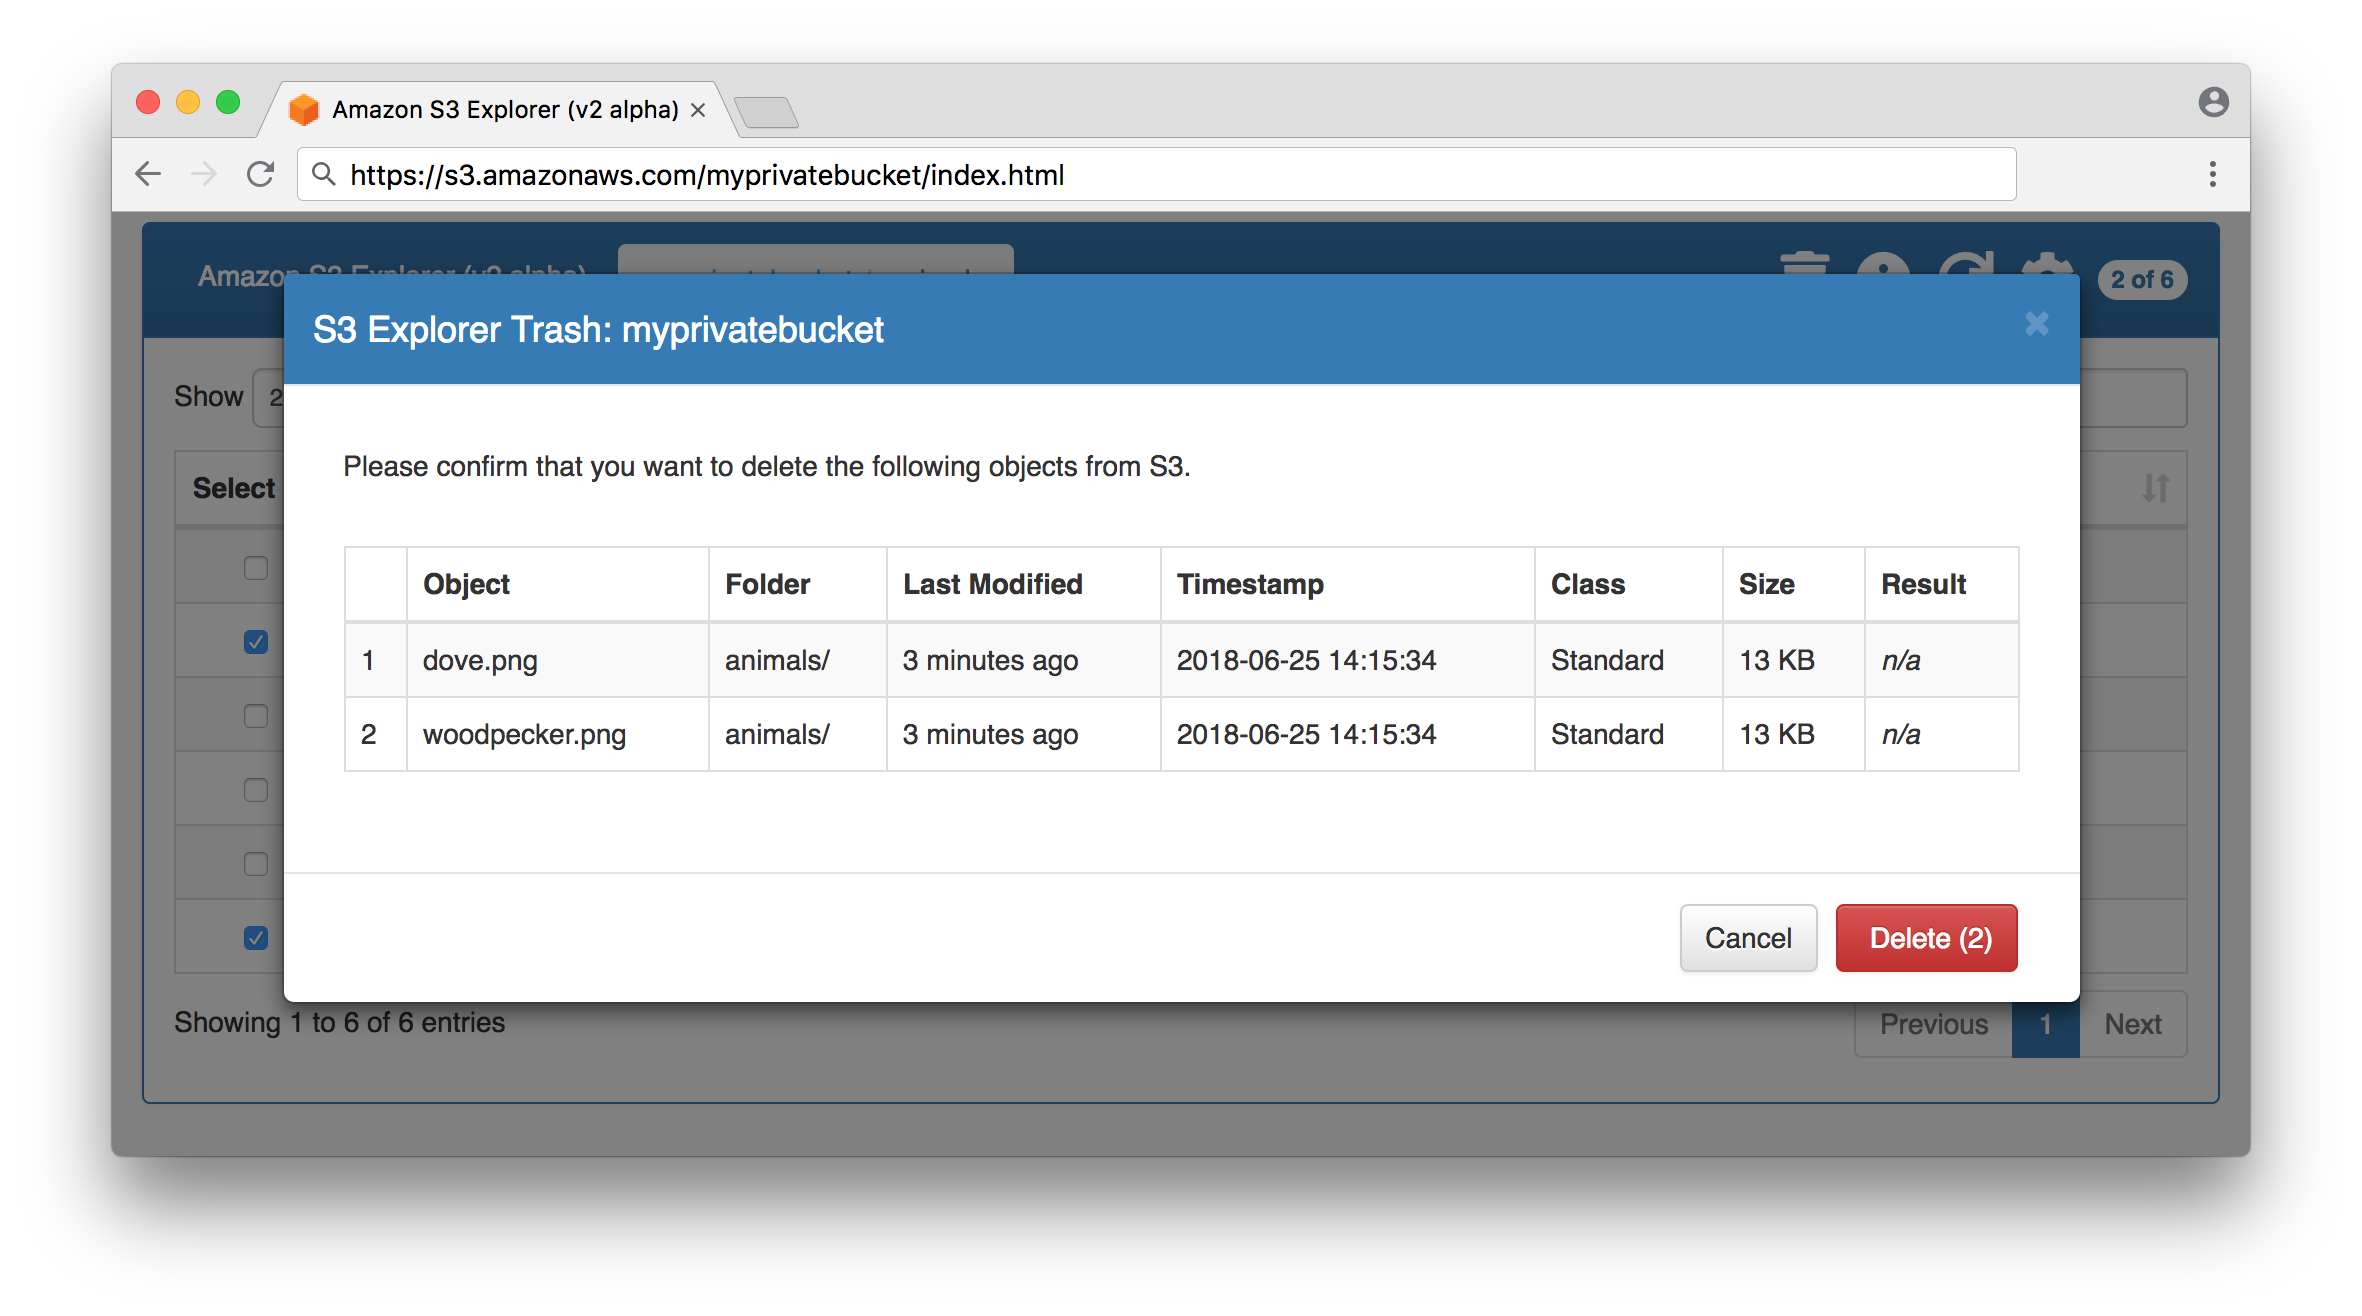 Amazon S3 Explorer (v2 alpha)
https://s3.amazonaws.com/myprivatebucket/index.html
Amazon S3 Explorer (v2 alpha)
2 of 6
S3 Explorer Trash: myprivatebucket
Show 2
Please confirm that you want to delete the following objects from S3.
Select
Object Folder Last Modified Timestamp Class Size Result
1 dove.png animals/ 3 minutes ago 2018-06-25 14:15:34 Standard 13 KB n/a
2 woodpecker.png animals/ 3 minutes ago 2018-06-25 14:15:34 Standard 13 KB n/a
Cancel Delete (2)
Showing 1 to 6 of 6 entries
Previous 1 Next